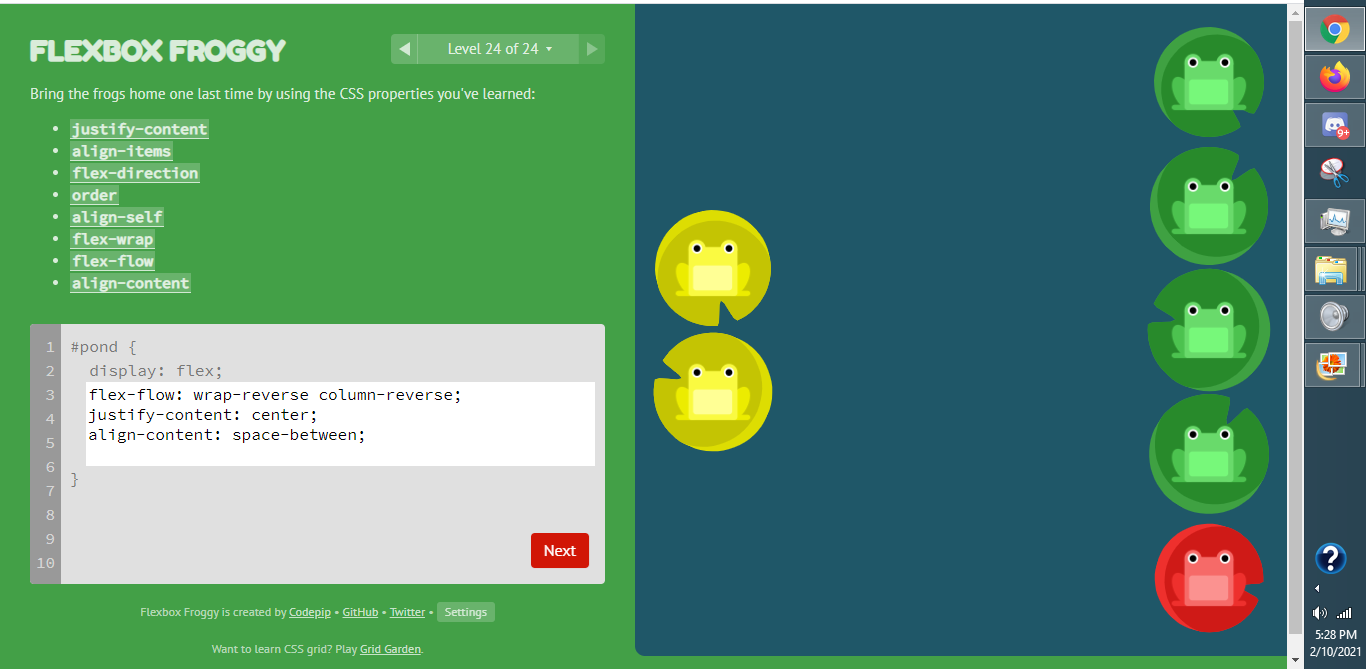 FLEXBOX FROGGY
Level 24 of 24
Bring the frogs home one last time by using the CSS properties you've learned:
justify-content
align-items
flex-direction
order
align-self
flex-wrap
flex-flow
align-content
1 #pond {
2 display: flex;
3 flex-flow: wrap-reverse column-reverse;
4 justify-content: center;
5 align-content: space-between;
6
7 }
8
9
10
Next
Flexbox Froggy is created by Codepip • GitHub • Twitter • Settings
Want to learn CSS grid? Play Grid Garden.
9+
?
5:28 PM
2/10/2021